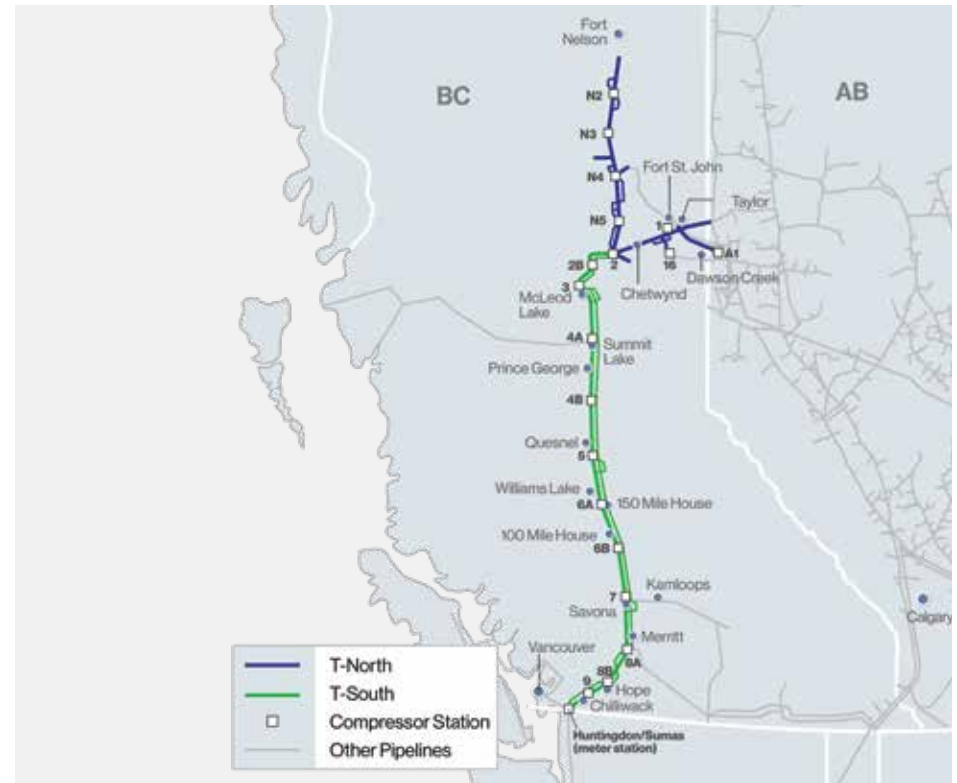 Fort
Nelson
BC
AB
N2
N3
N4
Fort St. John
Taylor
N5
1
2B
2
16
A1
Dawson Creek
3
Chetwynd
McLeod
Lake
4A
Summit
Lake
Prince George
4B
Quesnel
5
Williams Lake
6A
150 Mile House
100 Mile House
6B
7
Kamloops
Savona
Calgary
Merritt
Vancouver
8A
8B
9
Hope
Chilliwack
Huntingdon/Sumas
(meter station)
T-North
T-South
Compressor Station
Other Pipelines